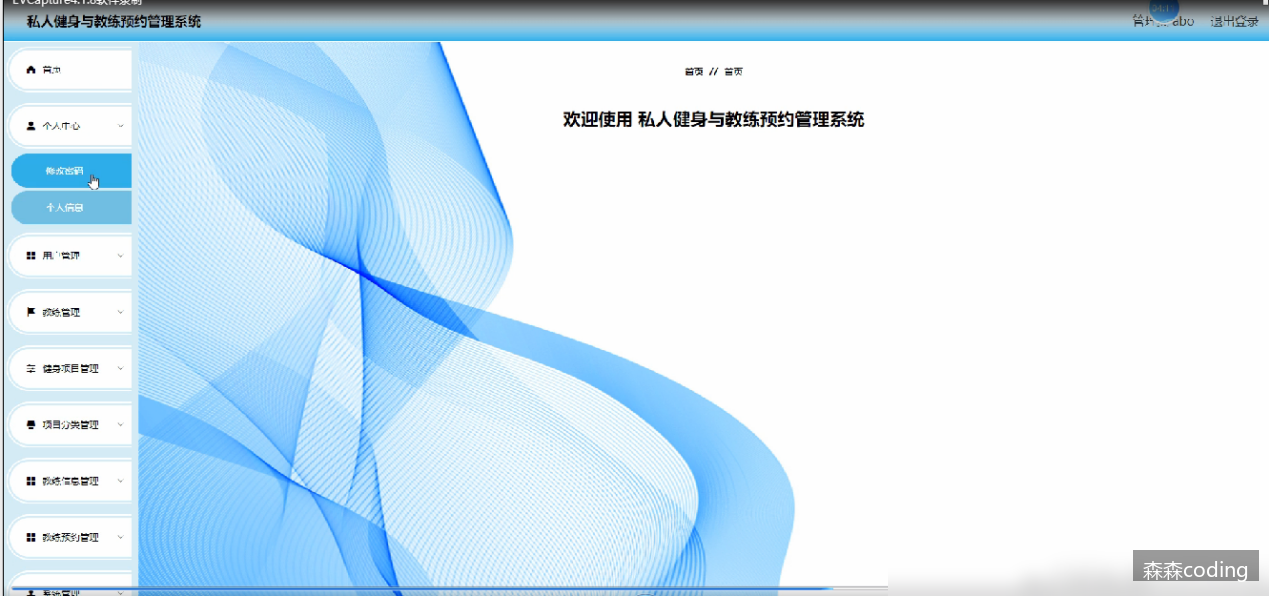 EVCapture4.1.8软件录制
私人健身与教练预约管理系统
abo
退出登录
首页
个人中心
修改密码
个人信息
用户管理
教练管理
健身项目管理
项目分类管理
教练信息管理
教练预约管理
系统管理
首页 // 首页
欢迎使用 私人健身与教练预约管理系统
森森coding